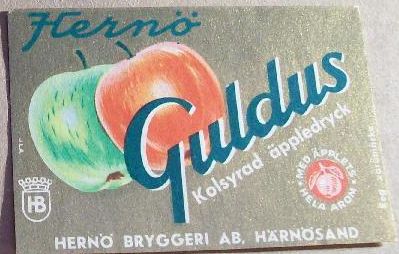 Hernö
Guldus
Kolsyrad äppledryck
MED ÄPPLETS
HELA AROM
HB
HERNÖ BRYGGERI AB, HÄRNÖSAND